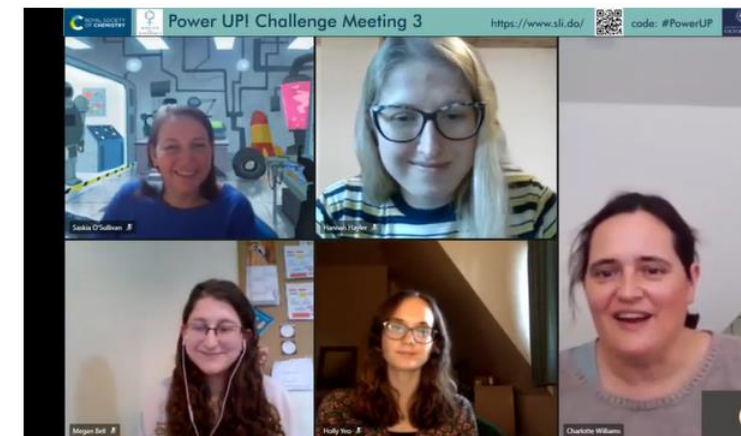 ROYAL SOCIETY
OF CHEMISTRY
Power UP! Challenge Meeting 3
https://www.sli.do/
code: #PowerUP
Saskia O'Sullivan
Hannah Hayler
Megan Bell
Holly Yeo
Charlotte Williams